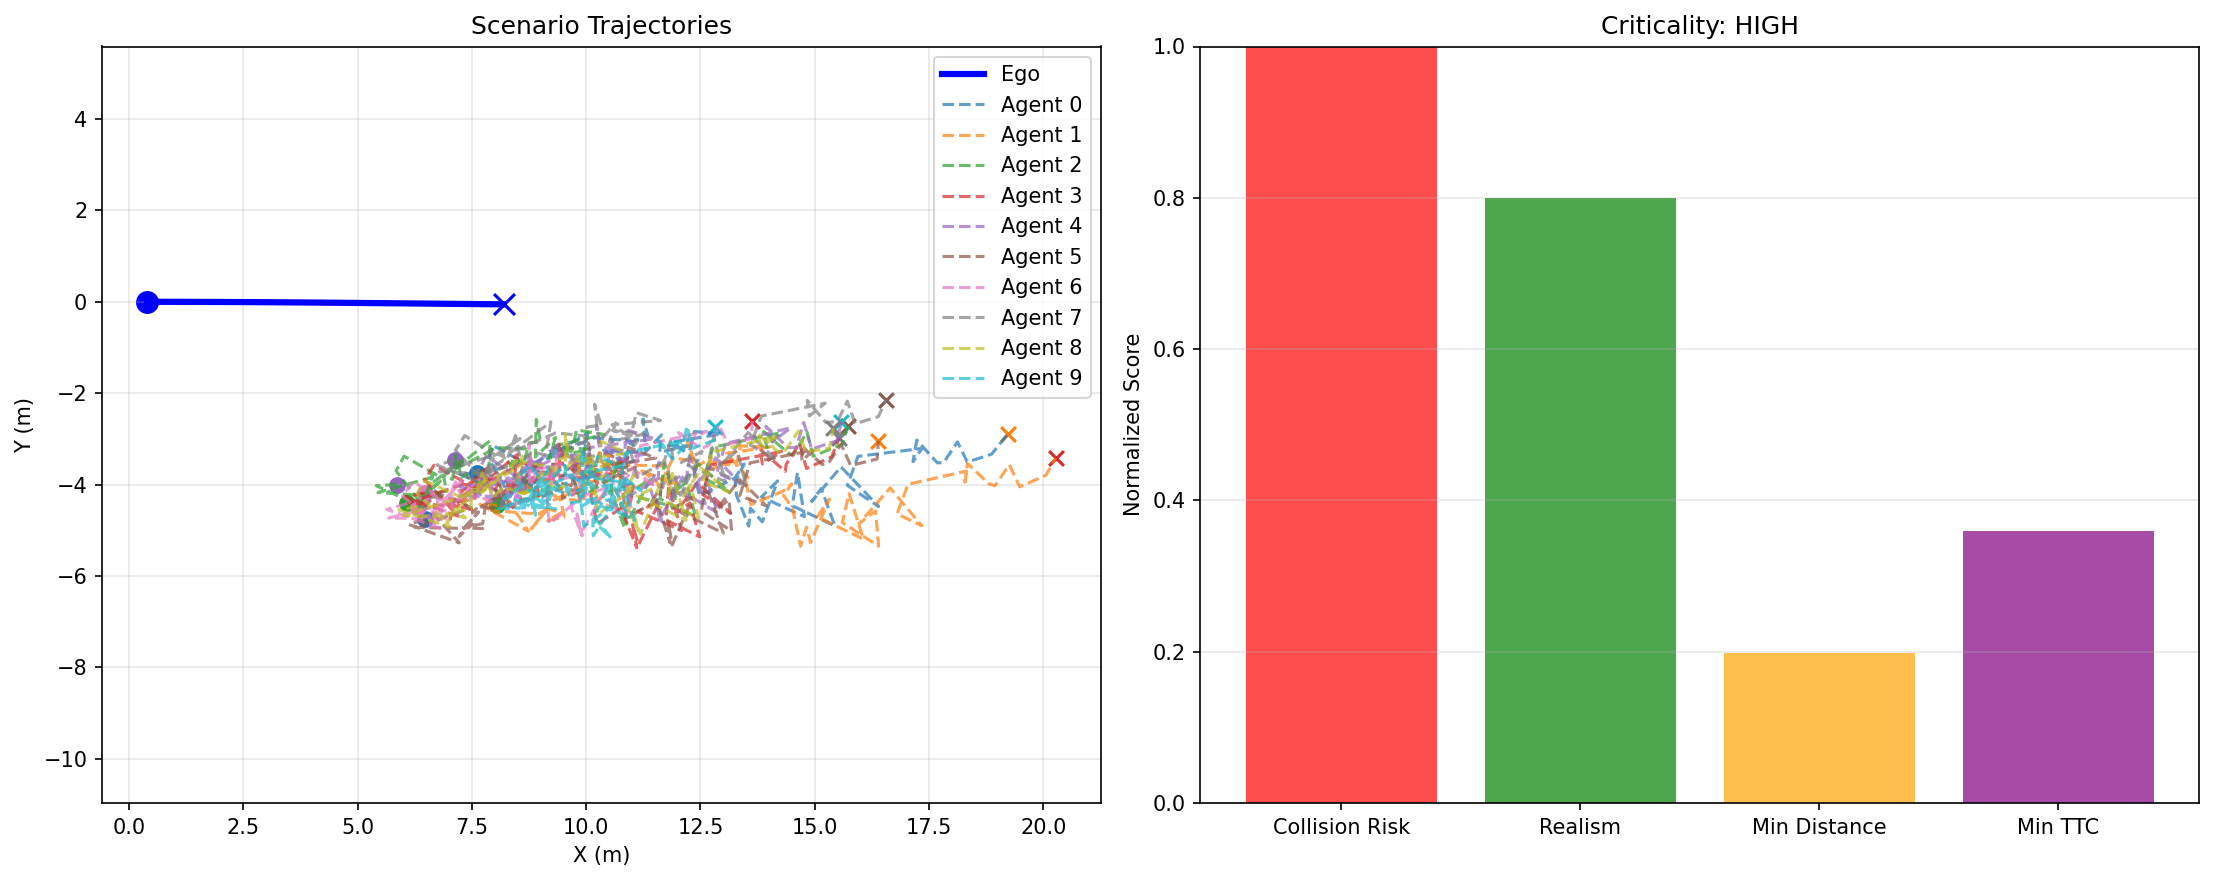 Scenario Trajectories
Y (m)
4
2
0
−2
−4
−6
−8
−10
0.0
2.5
5.0
7.5
10.0
12.5
15.0
17.5
20.0
X (m)
Ego
Agent 0
Agent 1
Agent 2
Agent 3
Agent 4
Agent 5
Agent 6
Agent 7
Agent 8
Agent 9
Criticality: HIGH
Normalized Score
1.0
0.8
0.6
0.4
0.2
0.0
Collision Risk
Realism
Min Distance
Min TTC